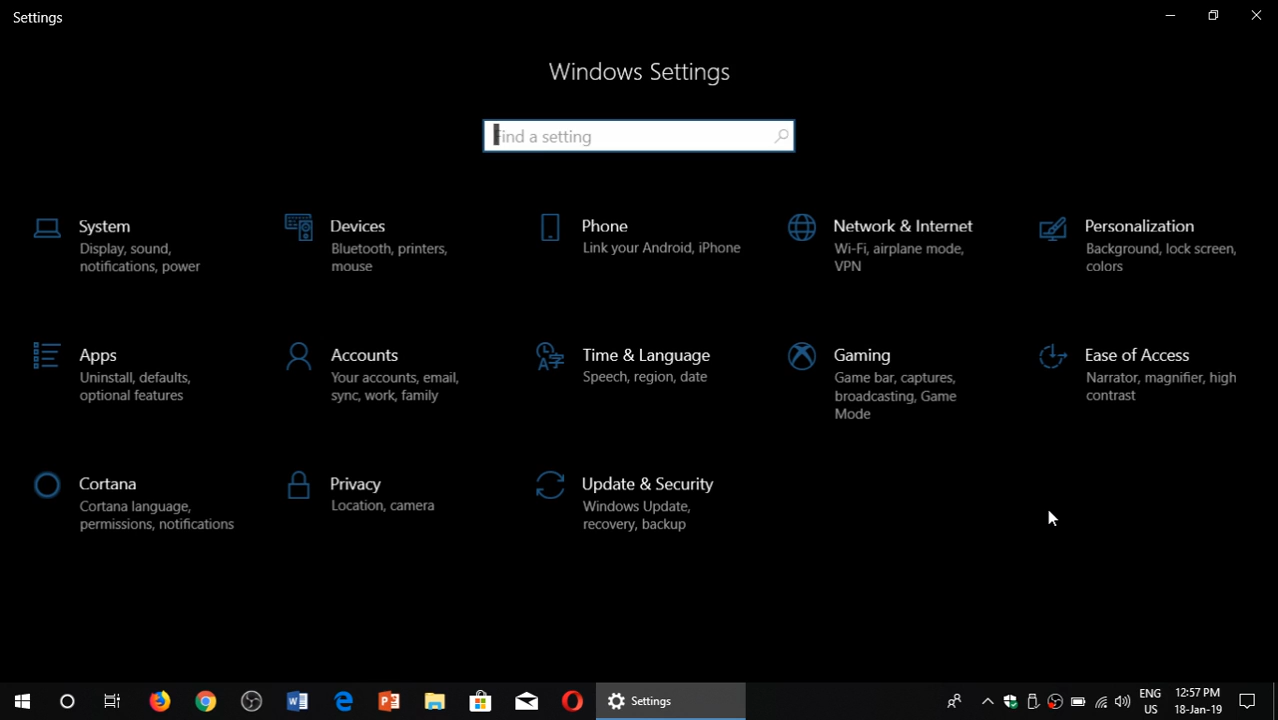 Settings
Windows Settings
Find a setting
System
Display, sound,
notifications, power
Devices
Bluetooth, printers,
mouse
Phone
Link your Android, iPhone
Network & Internet
Wi-Fi, airplane mode,
VPN
Personalization
Background, lock screen,
colors
Apps
Uninstall, defaults,
optional features
Accounts
Your accounts, email,
sync, work, family
Time & Language
Speech, region, date
Gaming
Game bar, captures,
broadcasting, Game
Mode
Ease of Access
Narrator, magnifier, high
contrast
Cortana
Cortana language,
permissions, notifications
Privacy
Location, camera
Update & Security
Windows Update,
recovery, backup
Settings
ENG
US
12:57 PM
18-Jan-19